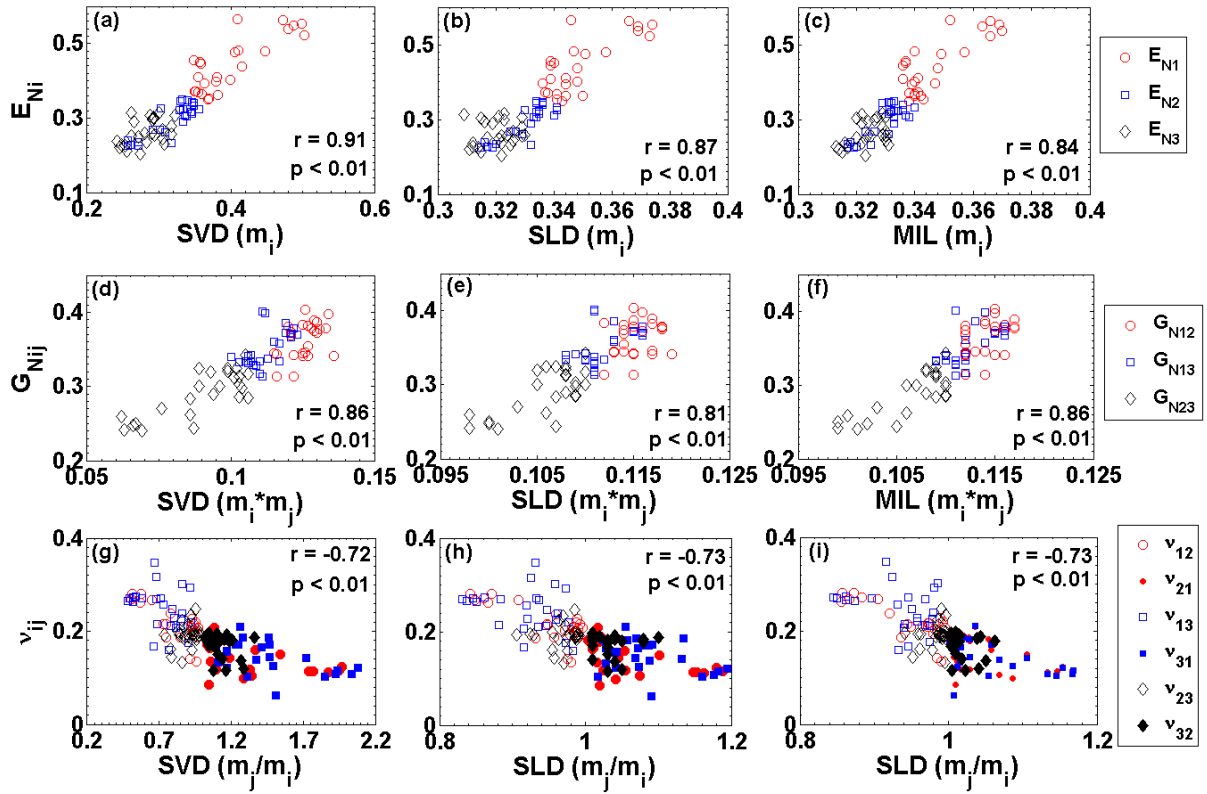 (a)
(b)
(c)
E_Ni
0.5
0.3
0.1
r = 0.91
p < 0.01
0.2
0.4
0.6
SVD (m_i)
0.5
0.3
0.1
r = 0.87
p < 0.01
0.3
0.32
0.34
0.36
0.38
0.4
SLD (m_i)
0.5
0.3
0.1
r = 0.84
p < 0.01
0.3
0.32
0.34
0.36
0.38
0.4
MIL (m_i)
E_N1
E_N2
E_N3
(d)
(e)
(f)
G_Nij
0.4
0.3
0.2
r = 0.86
p < 0.01
0.05
0.1
0.15
SVD (m_i*m_j)
0.4
0.3
0.2
r = 0.81
p < 0.01
0.095
0.105
0.115
0.125
SLD (m_i*m_j)
0.4
0.3
0.2
r = 0.86
p < 0.01
0.095
0.105
0.115
0.125
MIL (m_i*m_j)
G_N12
G_N13
G_N23
(g)
(h)
(i)
ν_ij
0.4
0.2
0
r = -0.72
p < 0.01
0.2
0.7
1.2
1.7
2.2
SVD (m_j/m_i)
0.4
0.2
0
r = -0.73
p < 0.01
0.8
1
1.2
SLD (m_j/m_i)
0.4
0.2
0
r = -0.73
p < 0.01
0.8
1
1.2
SLD (m_j/m_i)
ν_12
ν_21
ν_13
ν_31
ν_23
ν_32